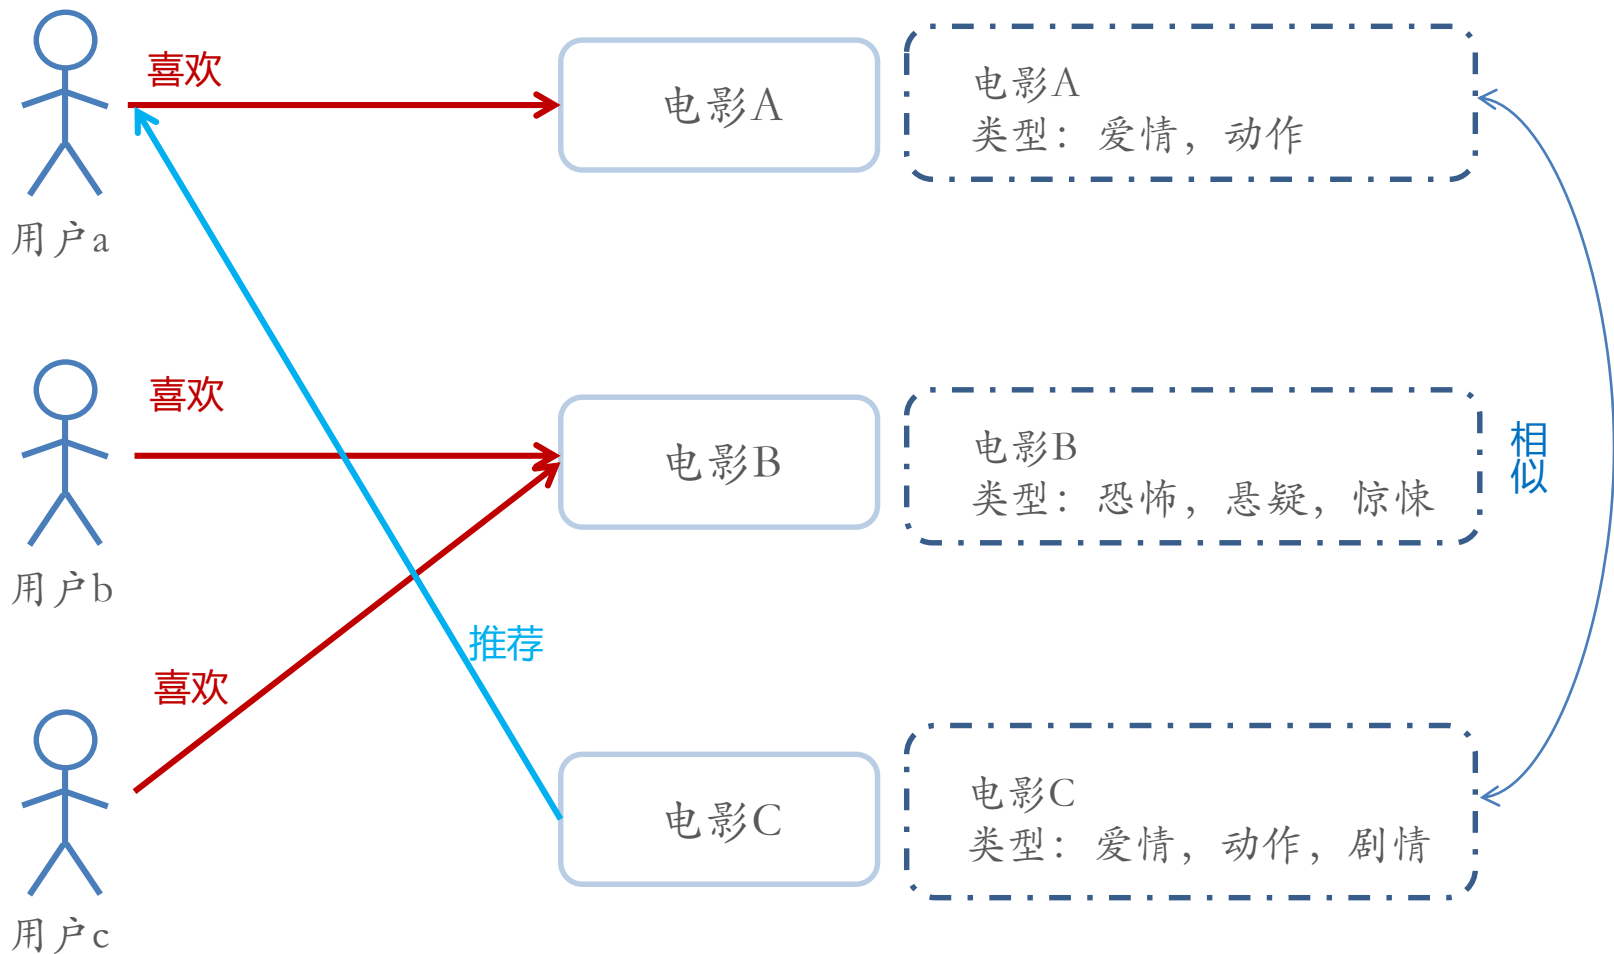 喜欢
电影A
电影A
类型：爱情，动作
用户a
喜欢
电影B
电影B
类型：恐怖，悬疑，惊悚
相似
用户b
推荐
喜欢
电影C
电影C
类型：爱情，动作，剧情
用户c